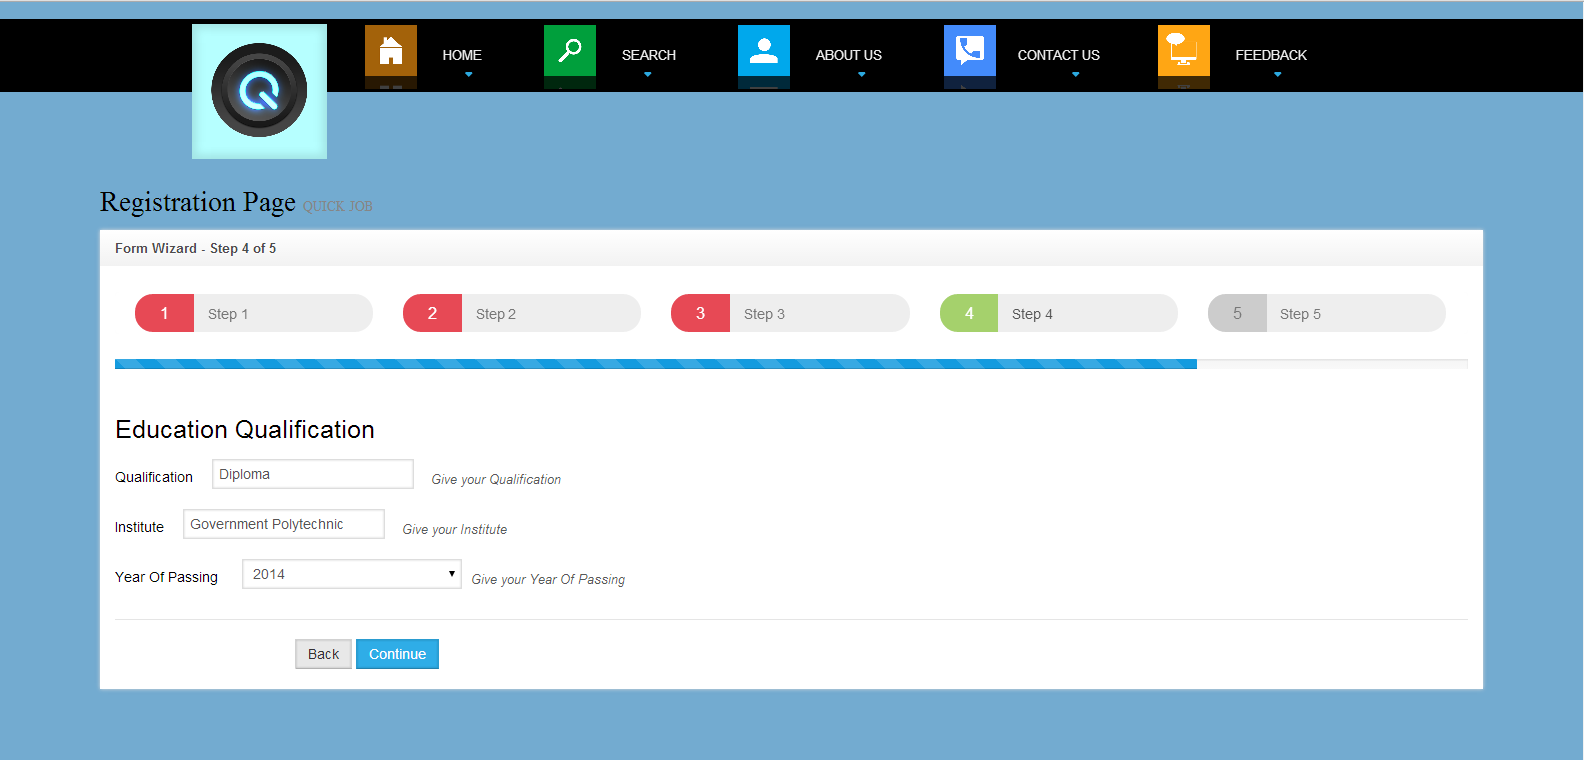 HOME SEARCH ABOUT US CONTACT US FEEDBACK
Registration Page QUICK JOB
Form Wizard - Step 4 of 5
1 Step 1 2 Step 2 3 Step 3 4 Step 4 5 Step 5
Education Qualification
Qualification Diploma Give your Qualification
Institute Government Polytechnic Give your Institute
Year Of Passing 2014 Give your Year Of Passing
Back Continue